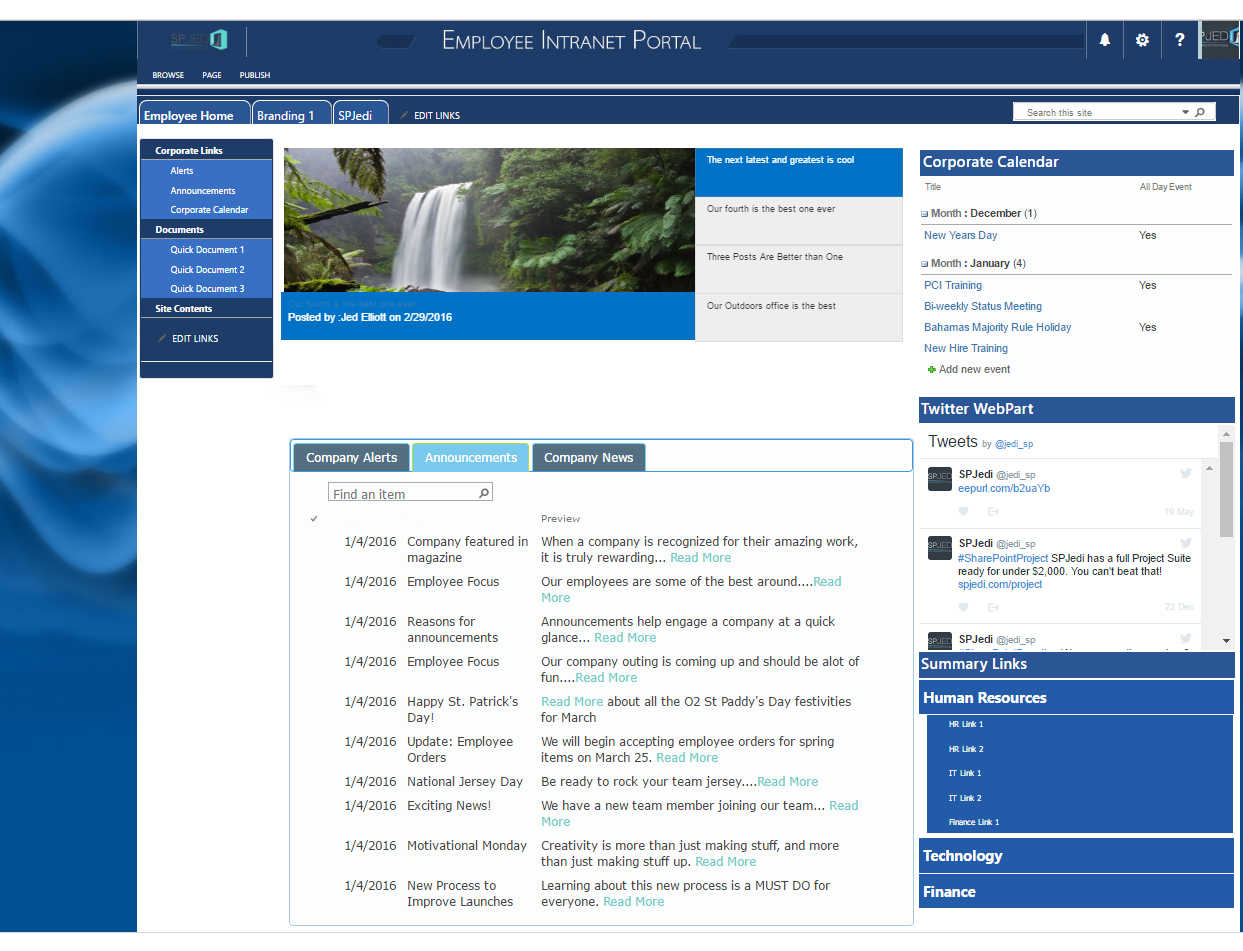 SPJEDI
EMPLOYEE INTRANET PORTAL
?
PJEDI
BROWSE PAGE PUBLISH
Employee Home Branding 1 SPJedi EDIT LINKS
Search this site
Corporate Links
Alerts
Announcements
Corporate Calendar
Documents
Quick Document 1
Quick Document 2
Quick Document 3
Site Contents
EDIT LINKS
Our fourth is the best one ever
Posted by :Jed Elliott on 2/29/2016
The next latest and greatest is cool
Our fourth is the best one ever
Three Posts Are Better than One
Our Outdoors office is the best
Company Alerts Announcements Company News
Find an item
Preview
1/4/2016 Company featured in magazine When a company is recognized for their amazing work,
it is truly rewarding... Read More
1/4/2016 Employee Focus Our employees are some of the best around....Read
More
1/4/2016 Reasons for announcements Announcements help engage a company at a quick
glance... Read More
1/4/2016 Employee Focus Our company outing is coming up and should be alot of
fun....Read More
1/4/2016 Happy St. Patrick's Day! Read More about all the O2 St Paddy's Day festivities
for March
1/4/2016 Update: Employee Orders We will begin accepting employee orders for spring
items on March 25. Read More
1/4/2016 National Jersey Day Be ready to rock your team jersey....Read More
1/4/2016 Exciting News! We have a new team member joining our team... Read
More
1/4/2016 Motivational Monday Creativity is more than just making stuff, and more
than just making stuff up. Read More
1/4/2016 New Process to Improve Launches Learning about this new process is a MUST DO for
everyone. Read More
Corporate Calendar
Title All Day Event
Month : December (1)
New Years Day Yes
Month : January (4)
PCI Training Yes
Bi-weekly Status Meeting
Bahamas Majority Rule Holiday Yes
New Hire Training
Add new event
Twitter WebPart
Tweets by @jedi_sp
SPJED
SPJedi @jedi_sp
eepurl.com/b2uaYb
19 May
SPJED
SPJedi @jedi_sp
#SharePointProject SPJedi has a full Project Suite
ready for under $2,000. You can't beat that!
spjedi.com/project
23 Dec
SPJED
SPJedi @jedi_sp
Summary Links
Human Resources
HR Link 1
HR Link 2
IT Link 1
IT Link 2
Finance Link 1
Technology
Finance